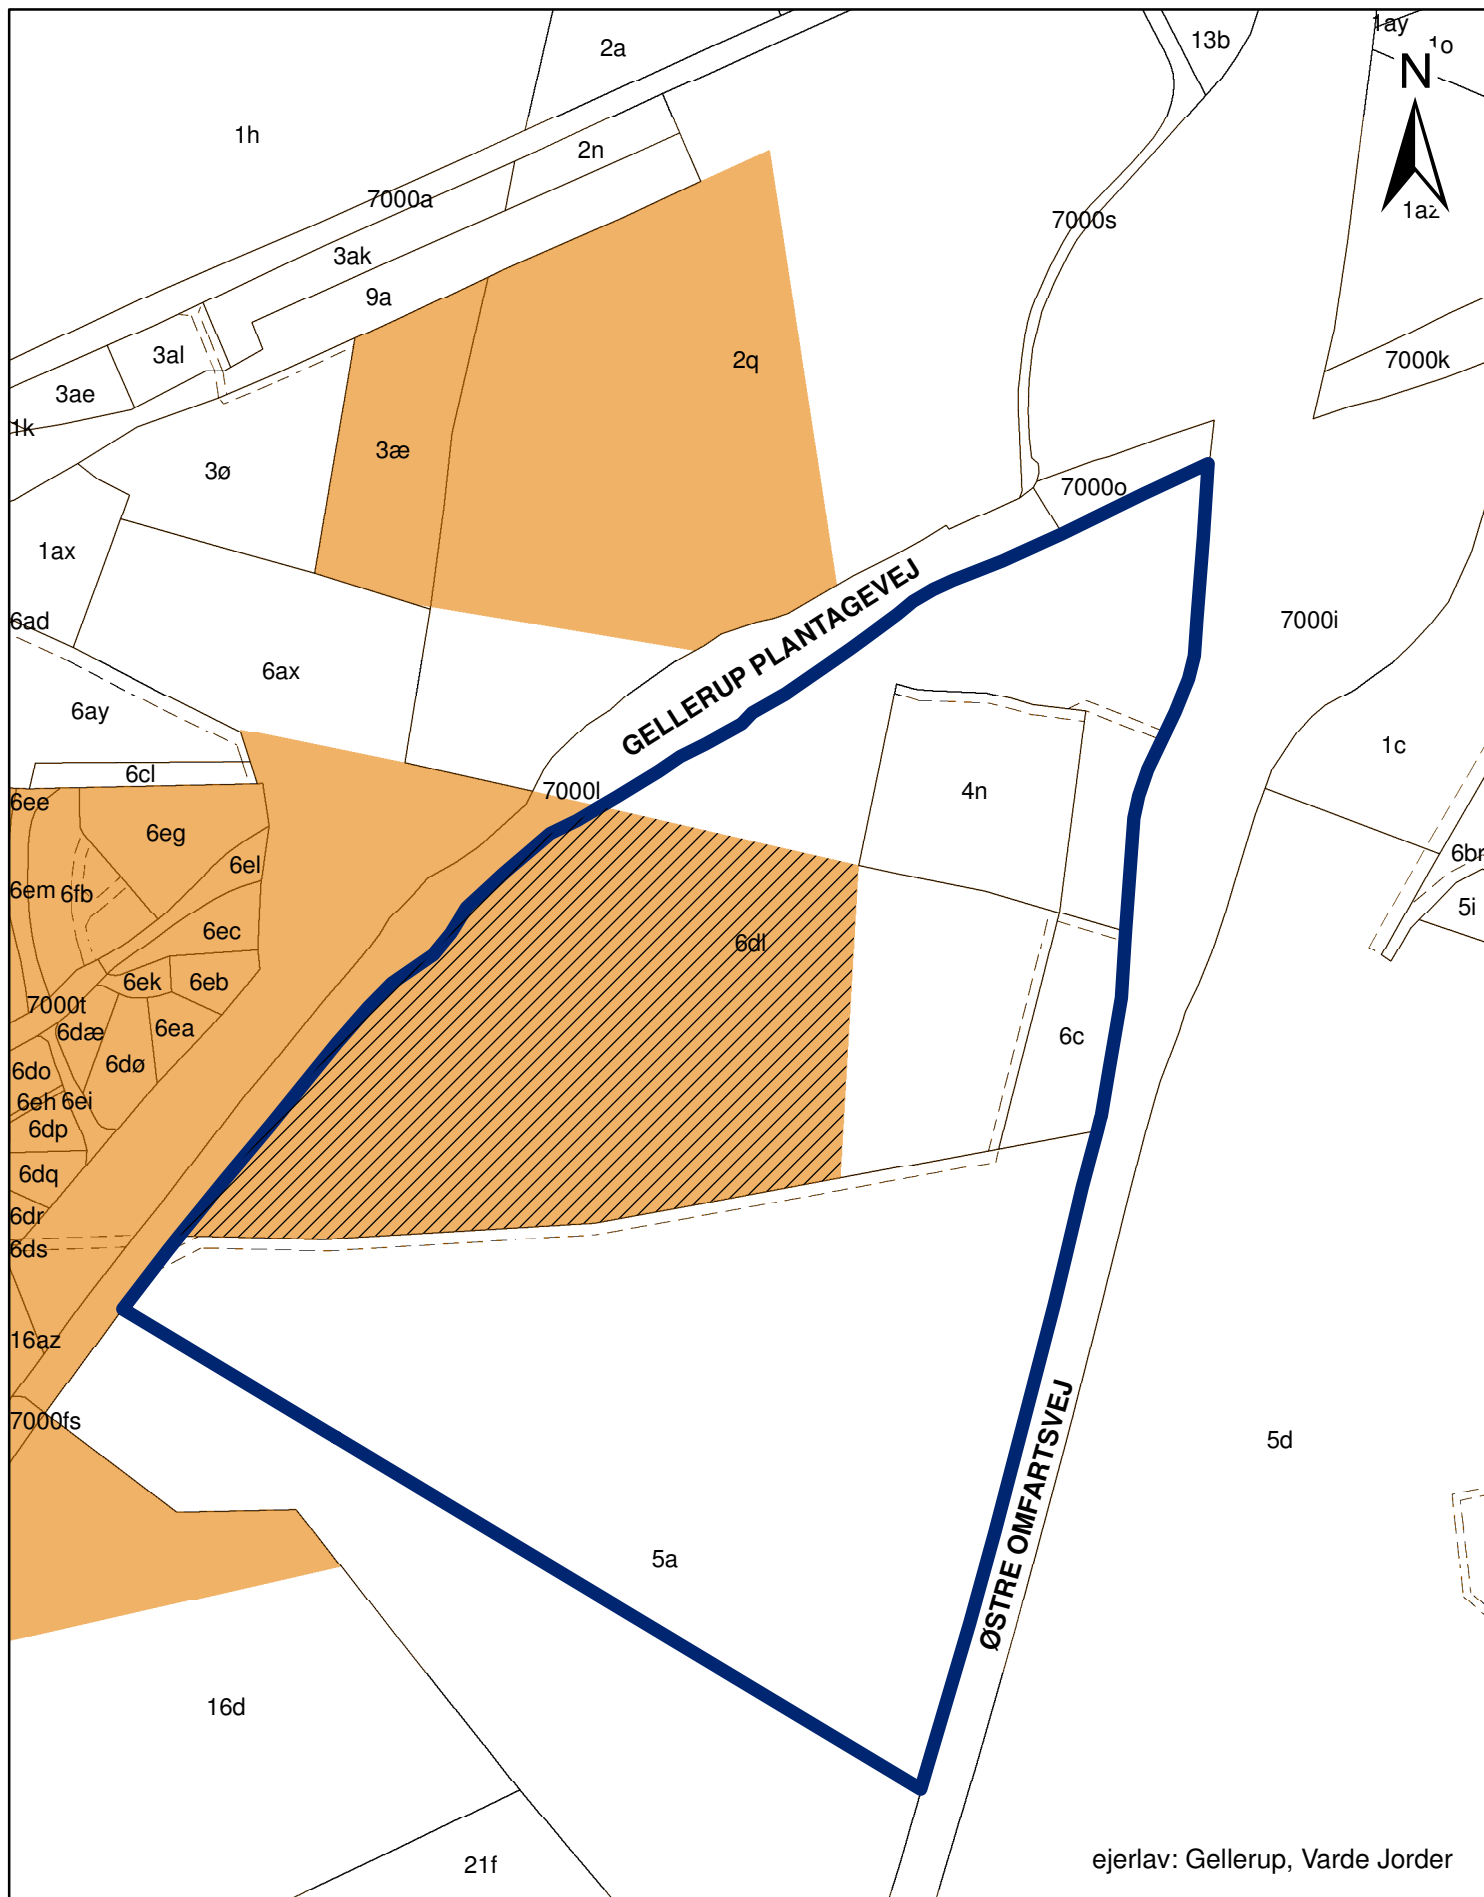 2a
13b
1ay
1o
N
1h
2n
7000a
7000s
1az
3ak
9a
3al
2q
7000k
3ae
1k
3æ
3ø
7000o
1ax
6ad
GELLERUP PLANTAGEVEJ
7000i
6ax
6ay
1c
6cl
7000l
4n
6ee
6eg
6br
6el
6em
6fb
5i
6ec
6dl
6ek
6eb
7000t
6dæ
6ea
6c
6dø
6do
6eh
6ei
6dp
6dq
6dr
6ds
16az
7000fs
5d
ØSTRE OMFARTSVEJ
5a
16d
21f
ejerlav: Gellerup, Varde Jorder